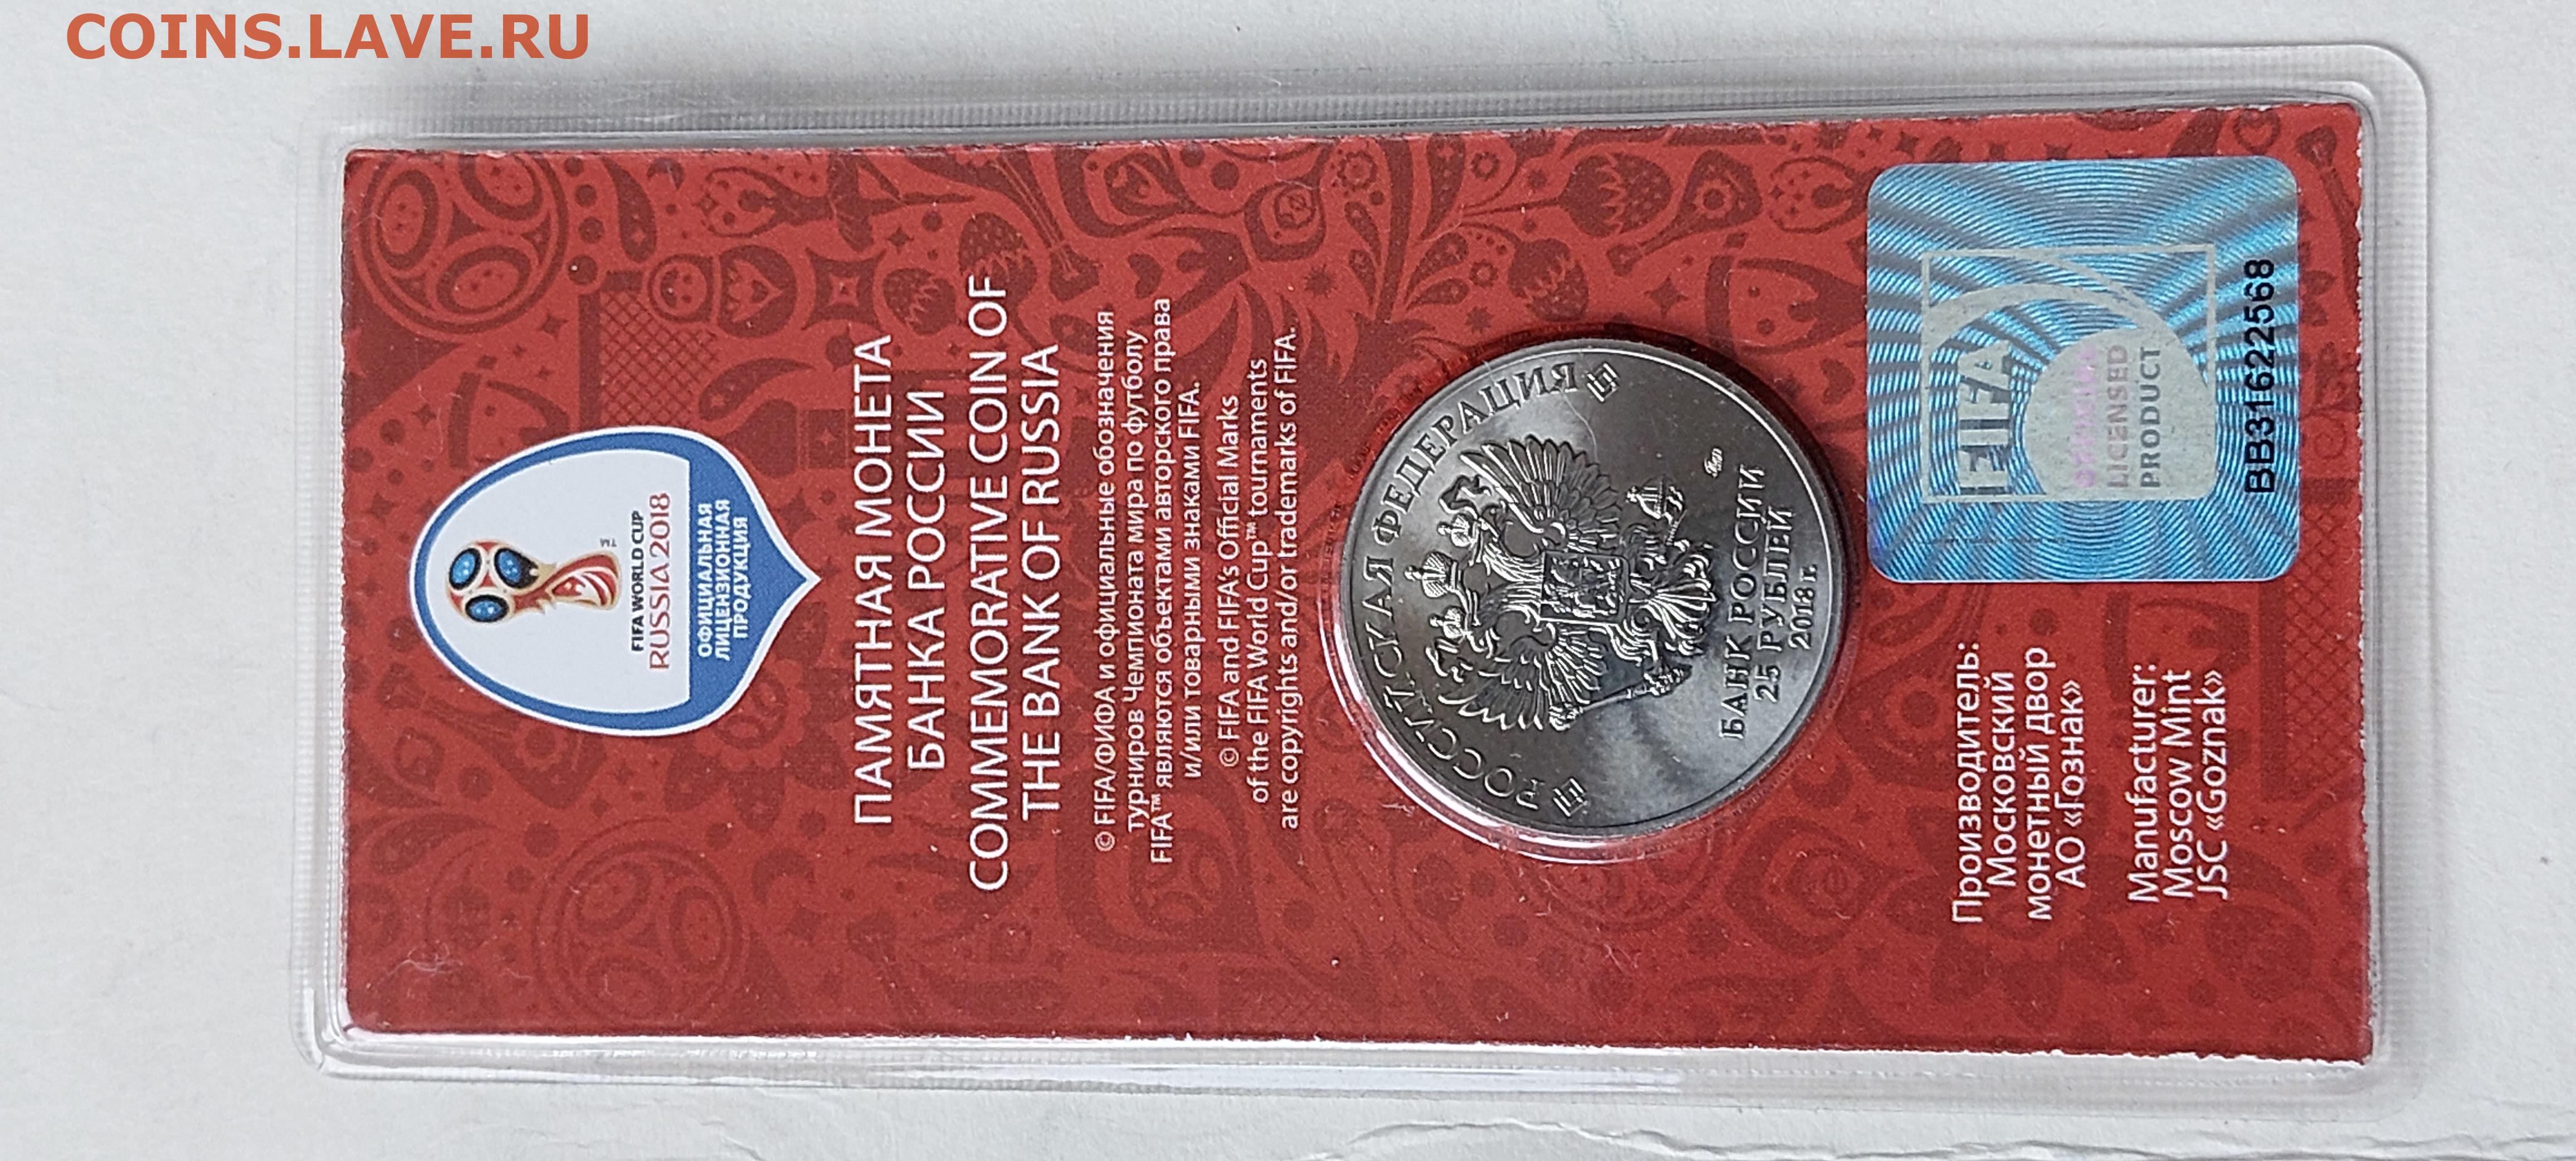 COINS.LAVE.RU
FIFA WORLD CUP
RUSSIA 2018
ОФИЦИАЛЬНАЯ
ЛИЦЕНЗИОННАЯ
ПРОДУКЦИЯ
ПАМЯТНАЯ МОНЕТА
БАНКА РОССИИ
COMMEMORATIVE COIN OF
THE BANK OF RUSSIA
© FIFA/ФИФА и официальные обозначения
турниров Чемпионата мира по футболу
FIFA™ являются объектами авторского права
и/или товарными знаками FIFA.
© FIFA and FIFA's Official Marks
of the FIFA World Cup™ tournaments
are copyrights and/or trademarks of FIFA.
РОССИЙСКАЯ ФЕДЕРАЦИЯ
БАНК РОССИИ
25 РУБЛЕЙ
2018 г.
Производитель:
Московский
монетный двор
АО «Гознак»
Manufacturer:
Moscow Mint
JSC «Goznak»
FIFA
OFFICIAL
LICENSED
PRODUCT
BB31622568